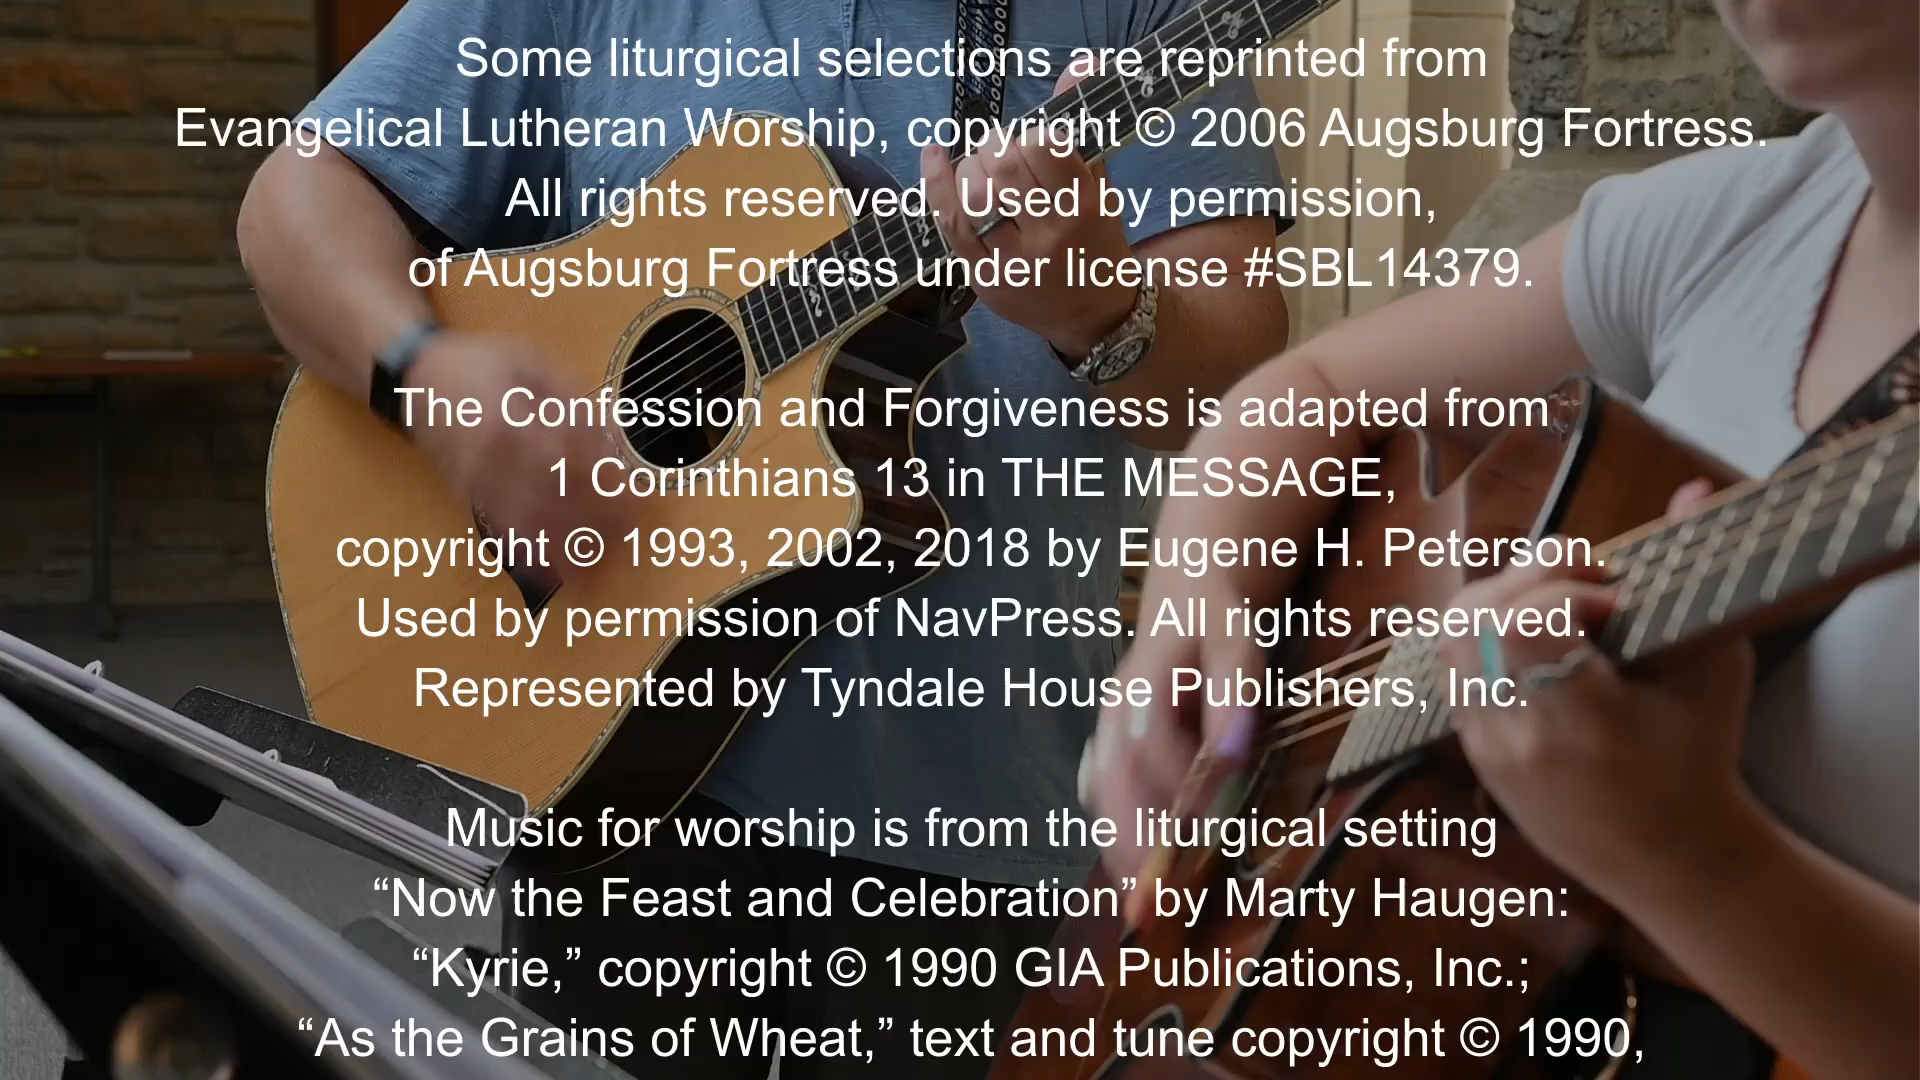 Some liturgical selections are reprinted from
Evangelical Lutheran Worship, copyright © 2006 Augsburg Fortress.
All rights reserved. Used by permission,
of Augsburg Fortress under license #SBL14379.
The Confession and Forgiveness is adapted from
1 Corinthians 13 in THE MESSAGE,
copyright © 1993, 2002, 2018 by Eugene H. Peterson.
Used by permission of NavPress. All rights reserved.
Represented by Tyndale House Publishers, Inc.
Music for worship is from the liturgical setting
“Now the Feast and Celebration” by Marty Haugen:
“Kyrie,” copyright © 1990 GIA Publications, Inc.;
“As the Grains of Wheat,” text and tune copyright © 1990,